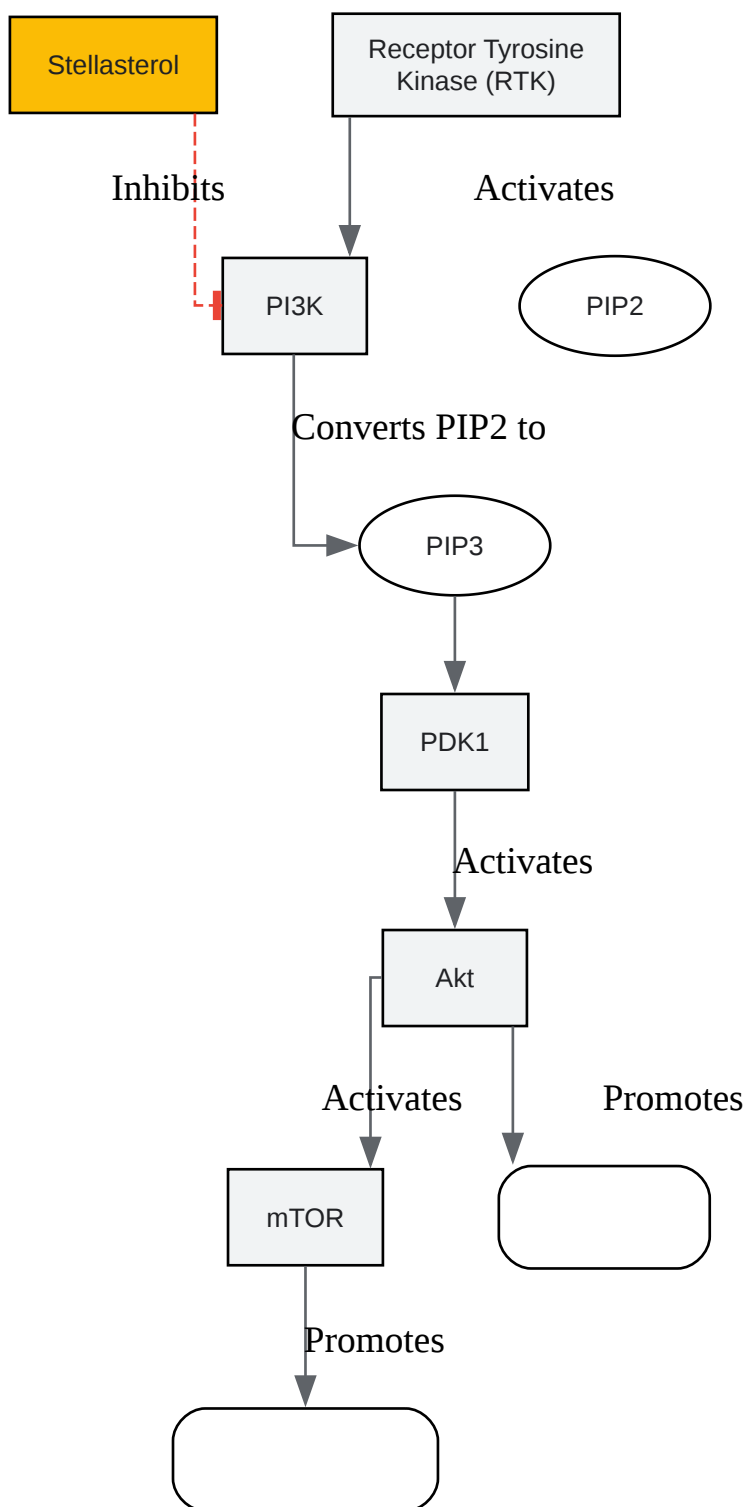 Stellasterol
Receptor Tyrosine
Kinase (RTK)
Inhibits
Activates
PI3K
PIP2
Converts PIP2 to
PIP3
PDK1
Activates
Akt
Activates
Promotes
mTOR
Promotes